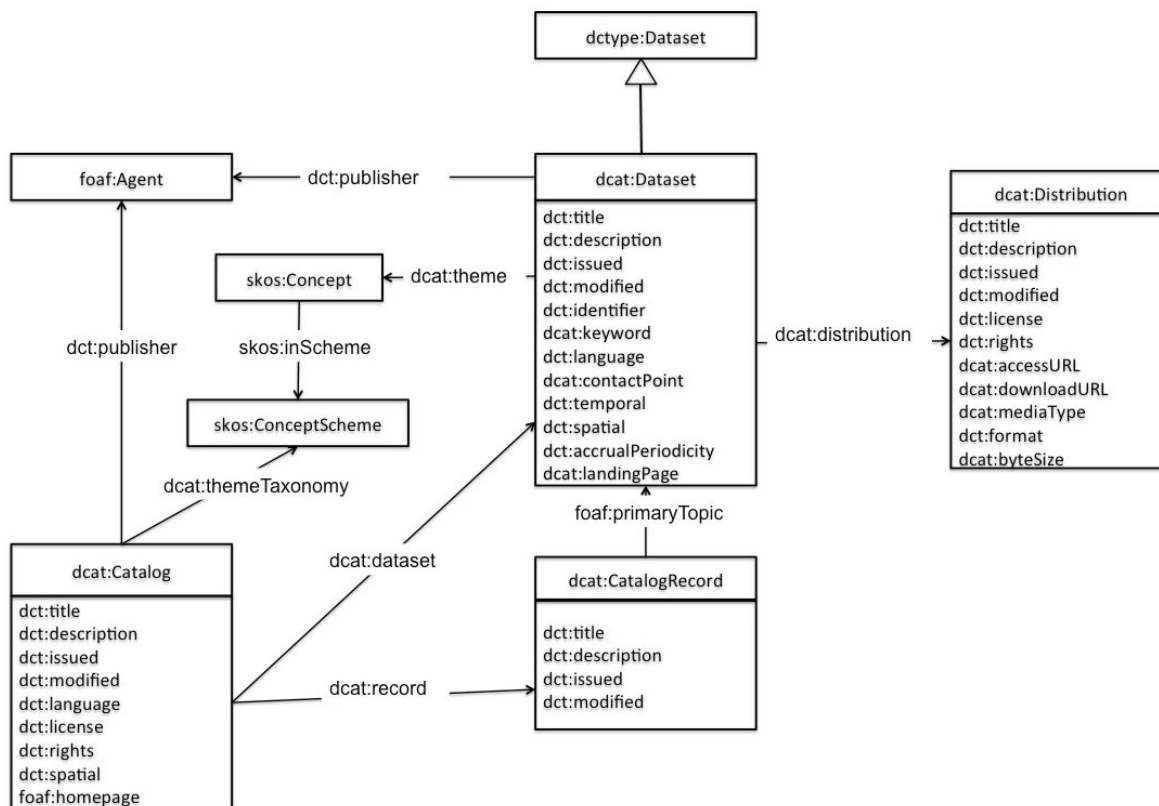 dctype:Dataset
foaf:Agent
dct:publisher
dcat:Dataset
dct:title
dct:description
dct:issued
dct:modified
dct:identifier
dcat:keyword
dct:language
dcat:contactPoint
dct:temporal
dct:spatial
dct:accrualPeriodicity
dcat:landingPage
dcat:Distribution
dct:title
dct:description
dct:issued
dct:modified
dct:license
dct:rights
dcat:accessURL
dcat:downloadURL
dcat:mediaType
dct:format
dcat:byteSize
skos:Concept
dcat:theme
dcat:distribution
dct:publisher
skos:inScheme
skos:ConceptScheme
dcat:themeTaxonomy
foaf:primaryTopic
dcat:dataset
dcat:Catalog
dct:title
dct:description
dct:issued
dct:modified
dct:language
dct:license
dct:rights
dct:spatial
foaf:homepage
dcat:record
dcat:CatalogRecord
dct:title
dct:description
dct:issued
dct:modified